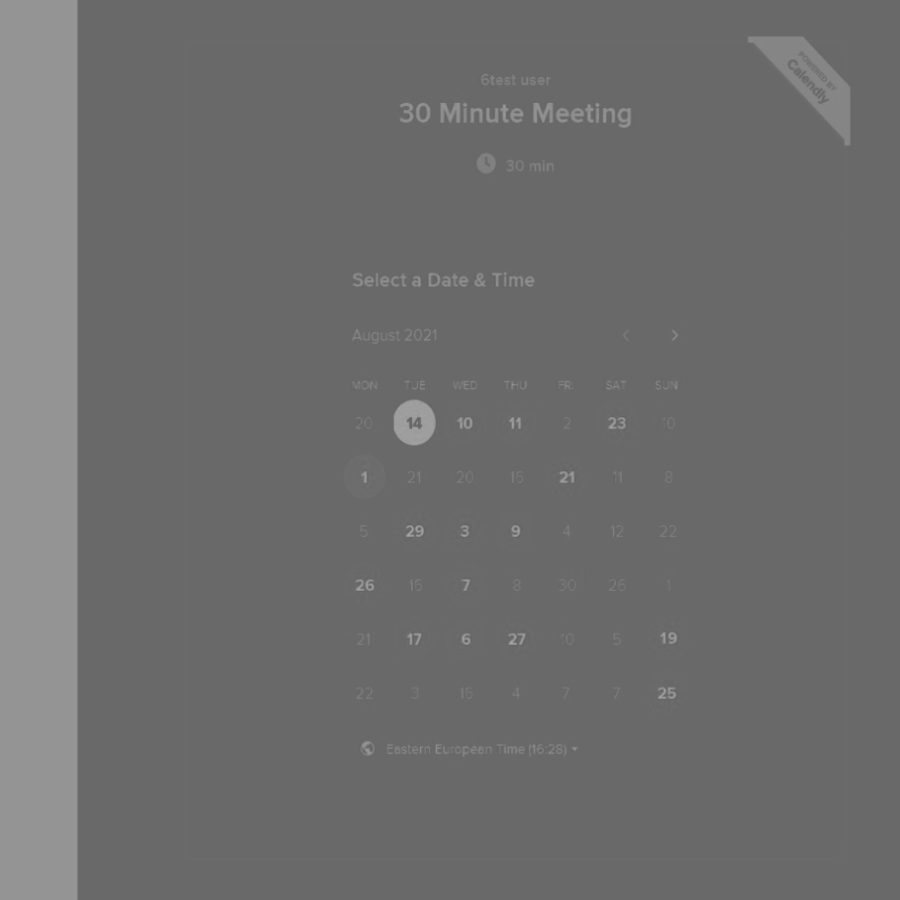 POWERED BY
Calendly
6test user
30 Minute Meeting
30 min
Select a Date & Time
August 2021
MON TUE WED THU FRI SAT SUN
20 14 10 11 2 23 10
1 21 20 16 21 11 8
5 29 3 9 4 12 22
26 16 7 8 30 26 1
21 17 6 27 10 5 19
22 3 16 4 7 7 25
Eastern European Time (16:28)